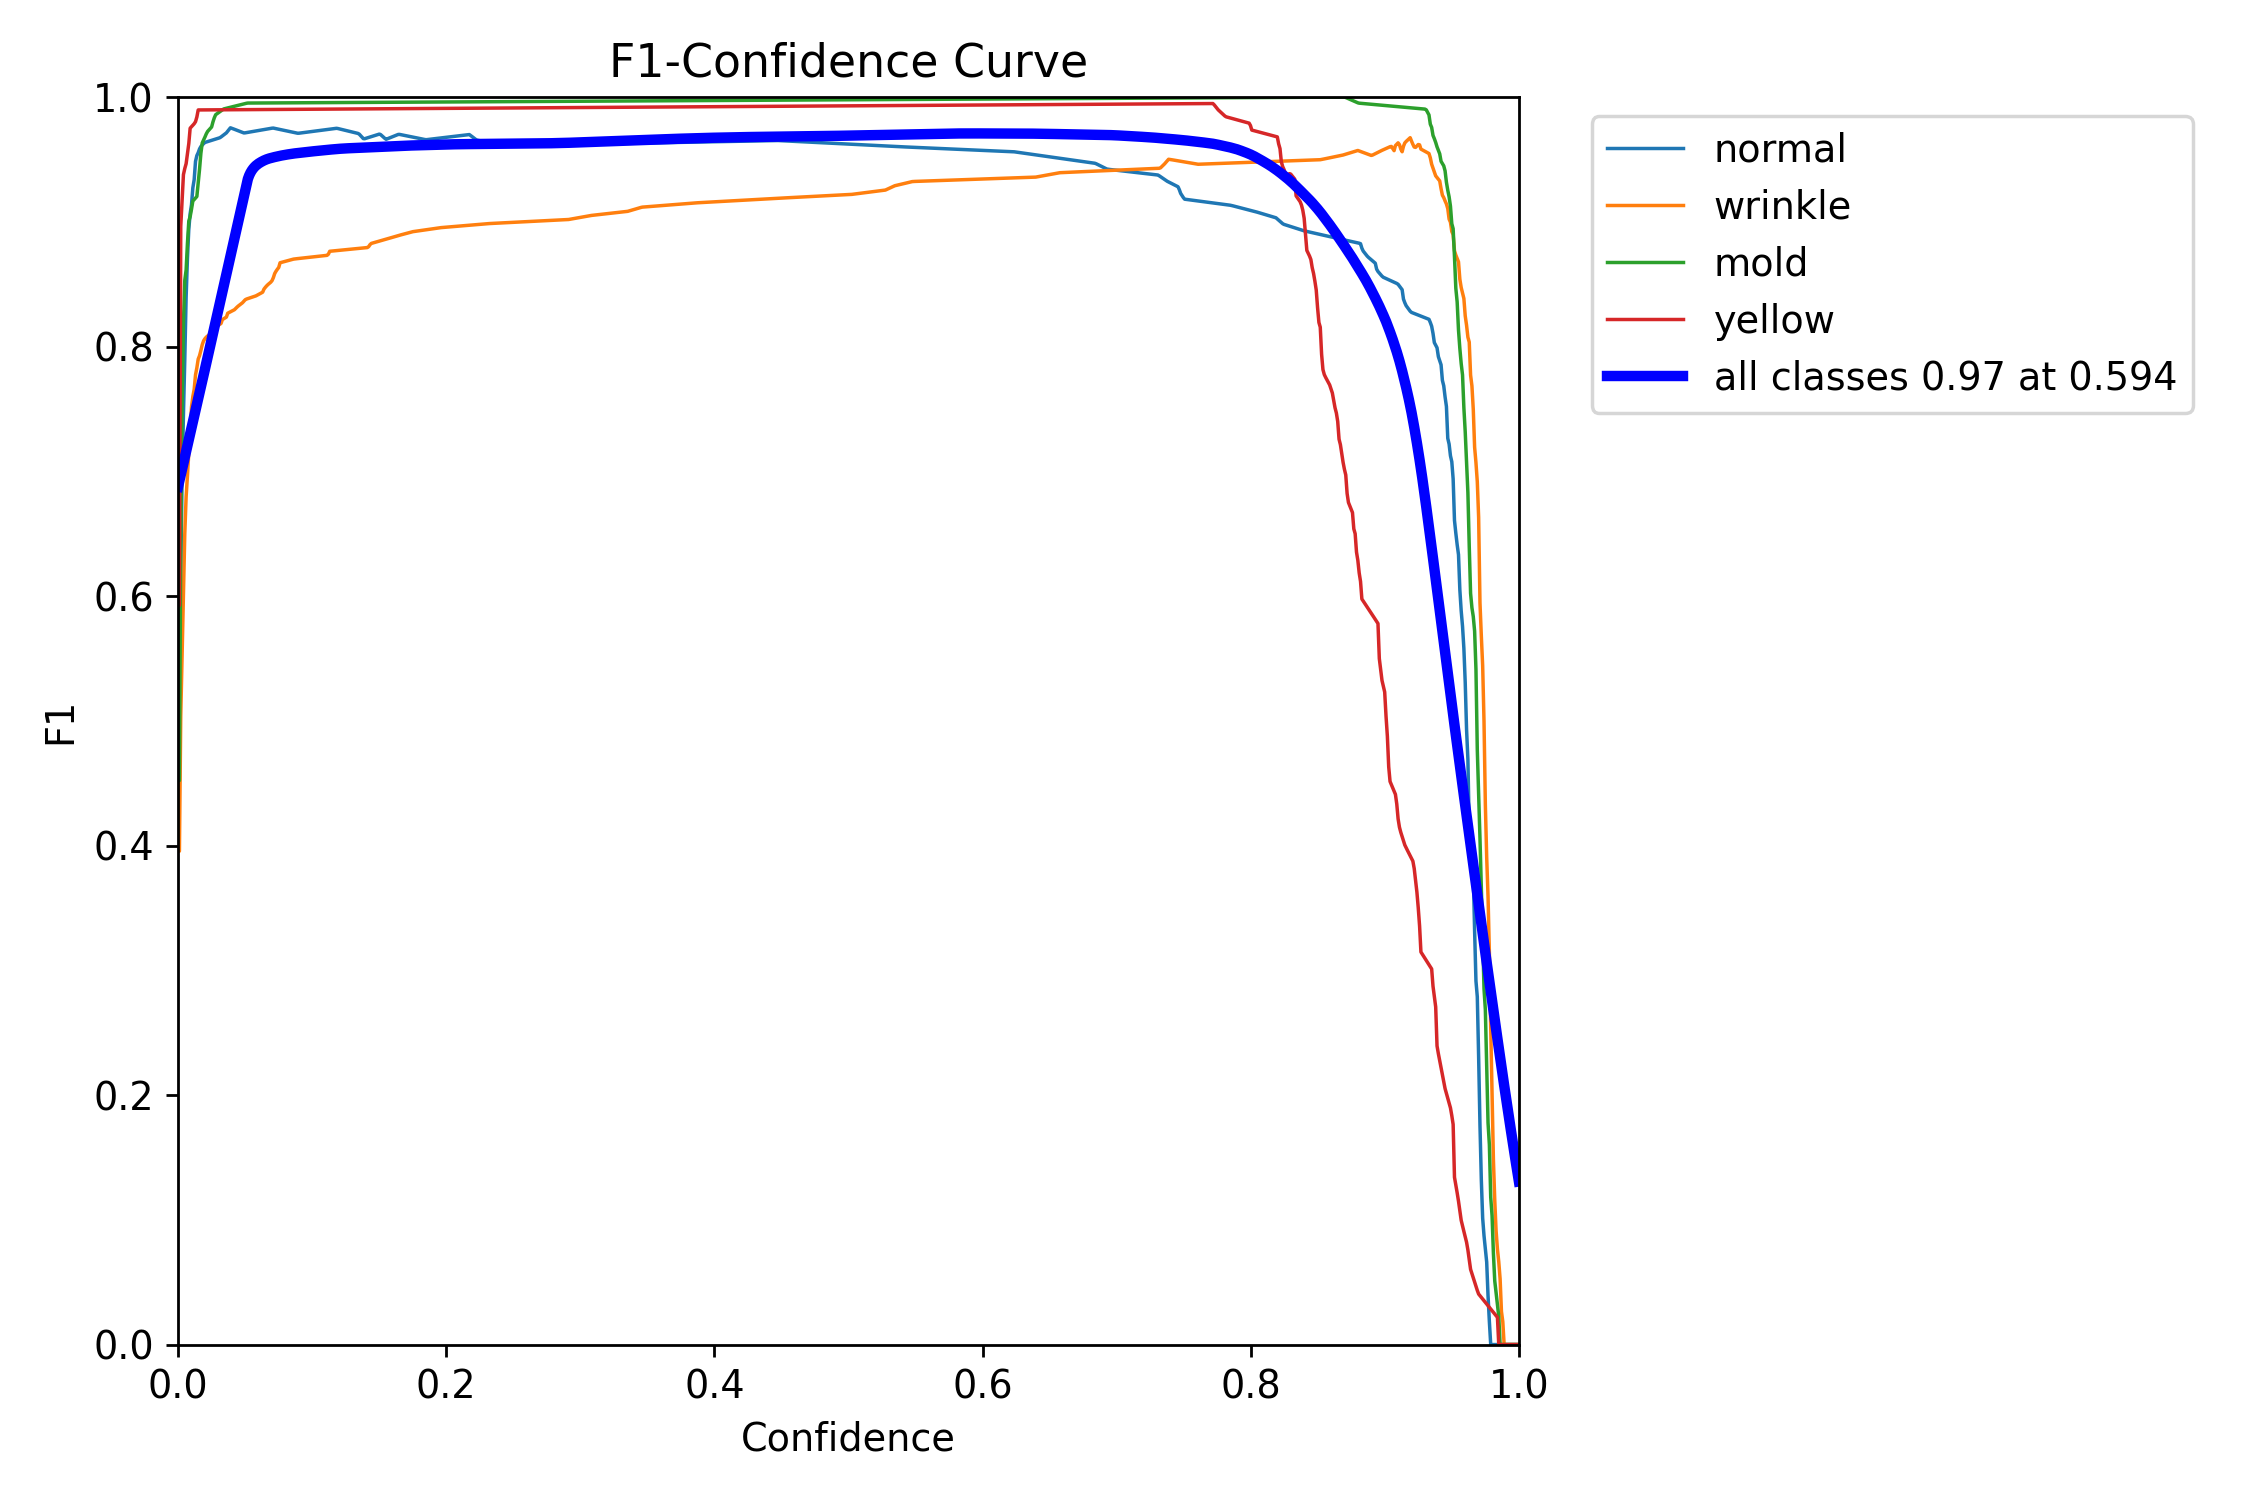 F1-Confidence Curve
1.0
0.8
0.6
0.4
0.2
0.0
F1
0.0 0.2 0.4 0.6 0.8 1.0
Confidence
normal
wrinkle
mold
yellow
all classes 0.97 at 0.594